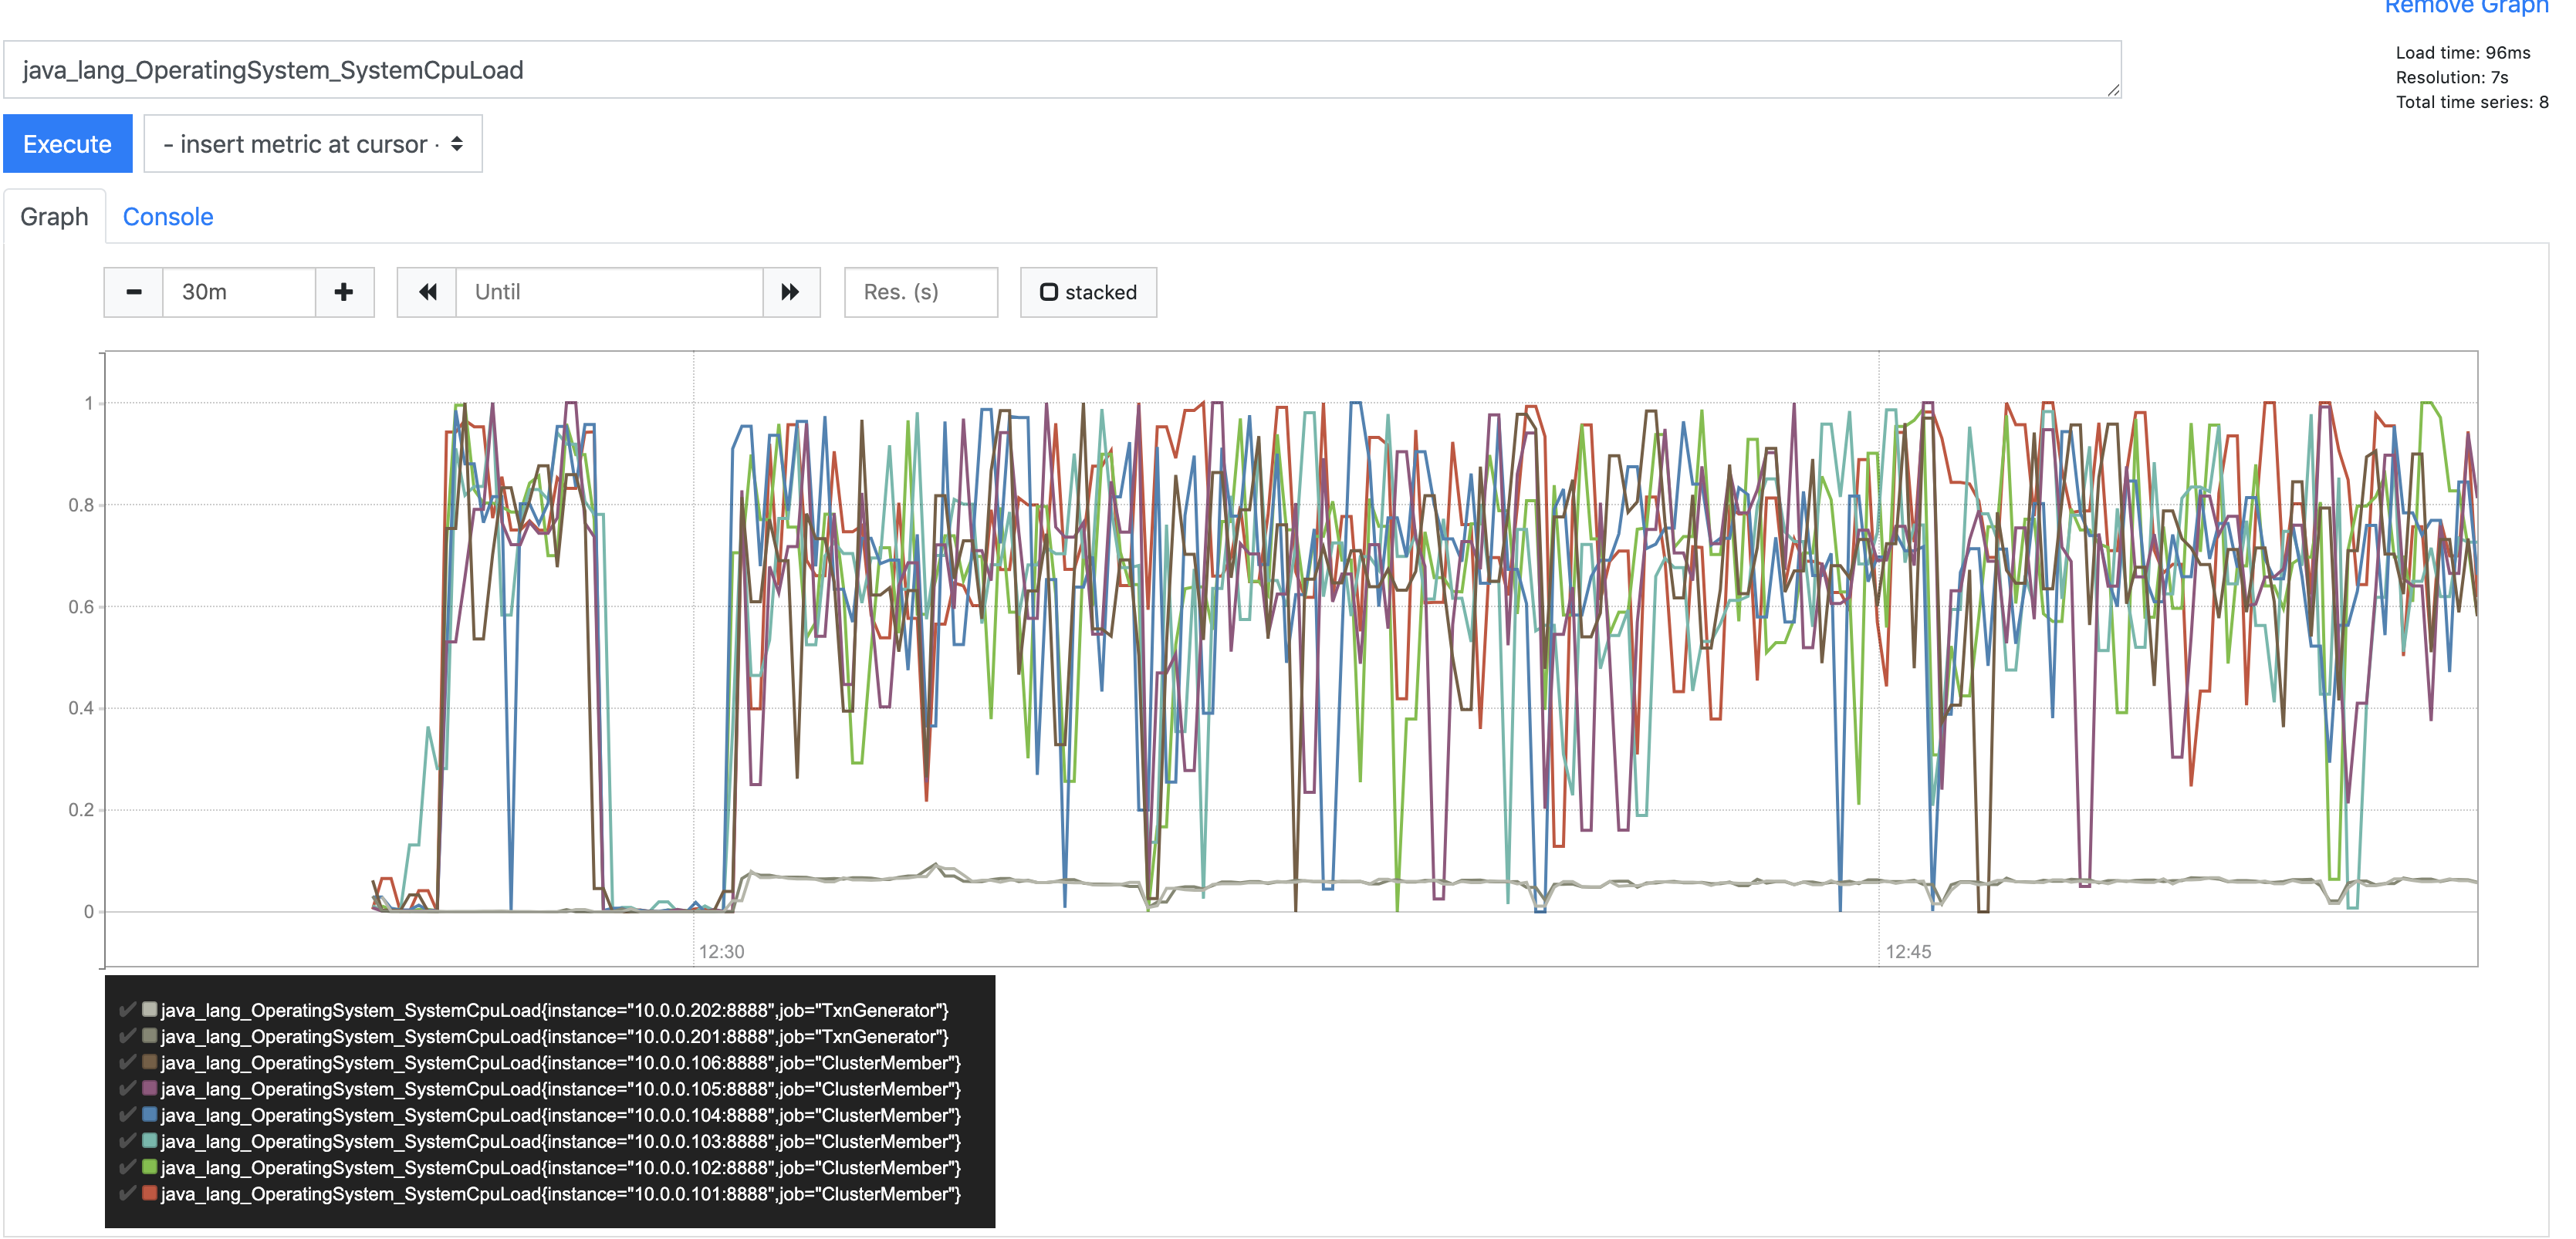 Remove Graph
java_lang_OperatingSystem_SystemCpuLoad
Load time: 96ms
Resolution: 7s
Total time series: 8
Execute
- insert metric at cursor -
Graph
Console
30m
Until
Res. (s)
stacked
1
0.8
0.6
0.4
0.2
0
12:30
12:45
java_lang_OperatingSystem_SystemCpuLoad{instance="10.0.0.202:8888",job="TxnGenerator"}
java_lang_OperatingSystem_SystemCpuLoad{instance="10.0.0.201:8888",job="TxnGenerator"}
java_lang_OperatingSystem_SystemCpuLoad{instance="10.0.0.106:8888",job="ClusterMember"}
java_lang_OperatingSystem_SystemCpuLoad{instance="10.0.0.105:8888",job="ClusterMember"}
java_lang_OperatingSystem_SystemCpuLoad{instance="10.0.0.104:8888",job="ClusterMember"}
java_lang_OperatingSystem_SystemCpuLoad{instance="10.0.0.103:8888",job="ClusterMember"}
java_lang_OperatingSystem_SystemCpuLoad{instance="10.0.0.102:8888",job="ClusterMember"}
java_lang_OperatingSystem_SystemCpuLoad{instance="10.0.0.101:8888",job="ClusterMember"}